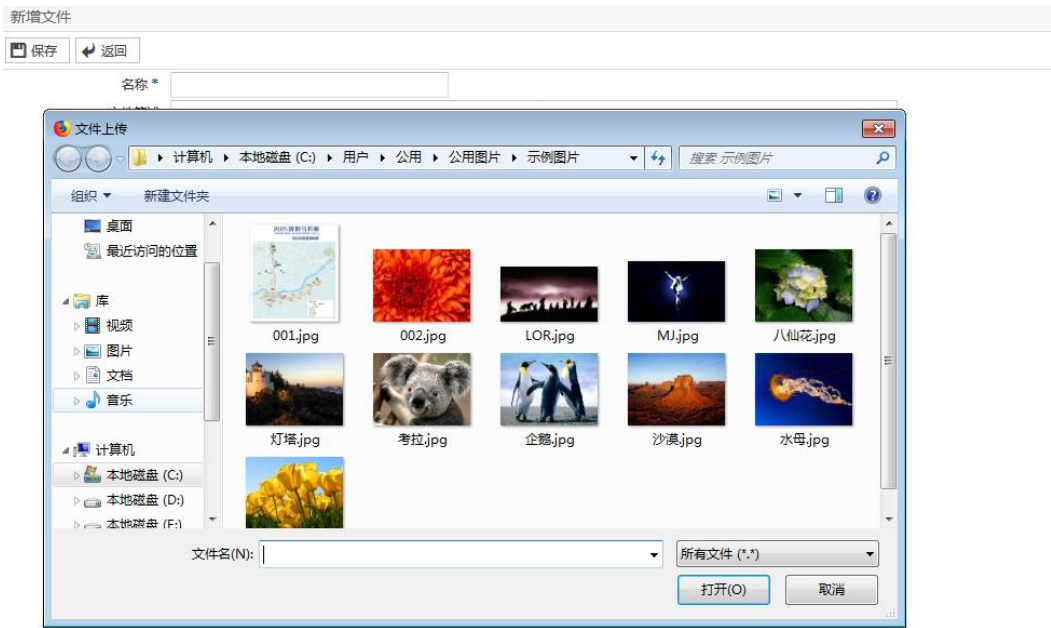 新增文件
保存 返回
名称 *
文件上传
计算机 本地磁盘 (C:) 用户 公用 公用图片 示例图片 搜索 示例图片
组织 新建文件夹
桌面
最近访问的位置
库
视频
图片
文档
音乐
计算机
本地磁盘 (C:)
本地磁盘 (D:)
本地磁盘 (E:)
001.jpg 002.jpg LOR.jpg MJ.jpg 八仙花.jpg
灯塔.jpg 考拉.jpg 企鹅.jpg 沙漠.jpg 水母.jpg
文件名(N): 所有文件 (*.*)
打开(O) 取消